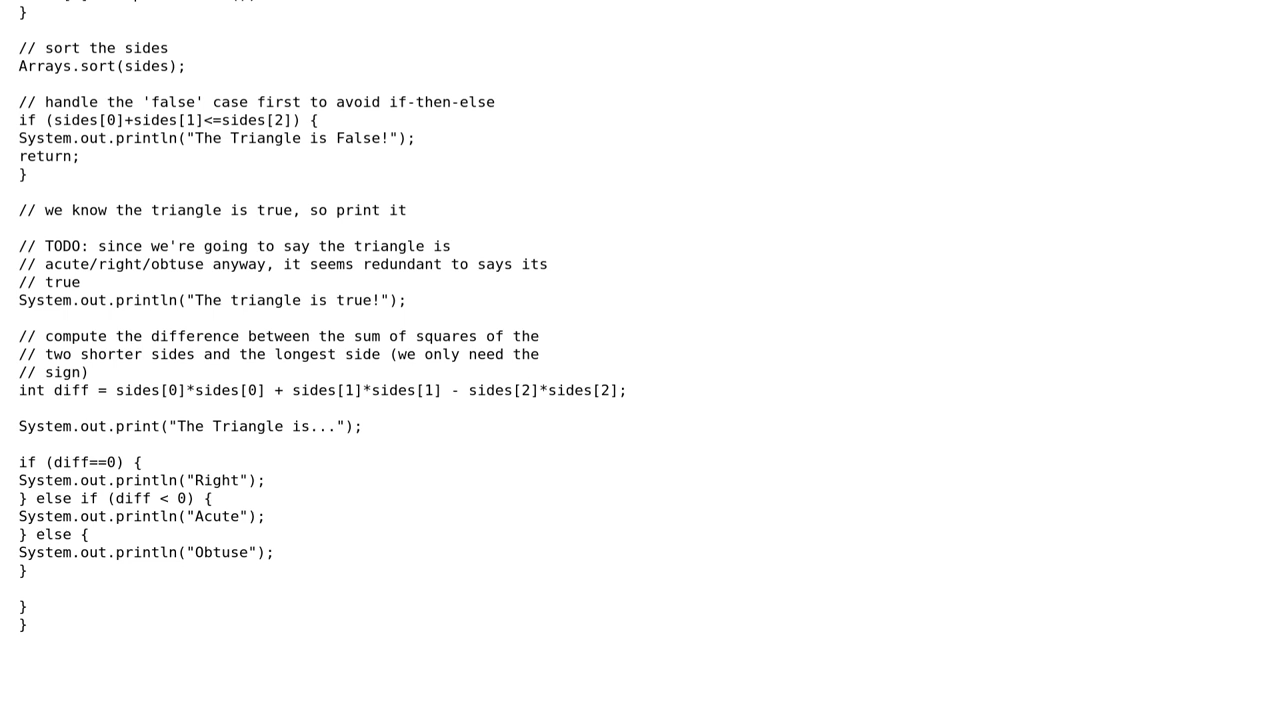 }
// sort the sides
Arrays.sort(sides);
// handle the 'false' case first to avoid if-then-else
if (sides[0]+sides[1]<=sides[2]) {
System.out.println("The Triangle is False!");
return;
}
// we know the triangle is true, so print it
// TODO: since we're going to say the triangle is
// acute/right/obtuse anyway, it seems redundant to says its
// true
System.out.println("The triangle is true!");
// compute the difference between the sum of squares of the
// two shorter sides and the longest side (we only need the
// sign)
int diff = sides[0]*sides[0] + sides[1]*sides[1] - sides[2]*sides[2];
System.out.print("The Triangle is...");
if (diff==0) {
System.out.println("Right");
} else if (diff < 0) {
System.out.println("Acute");
} else {
System.out.println("Obtuse");
}
}
}